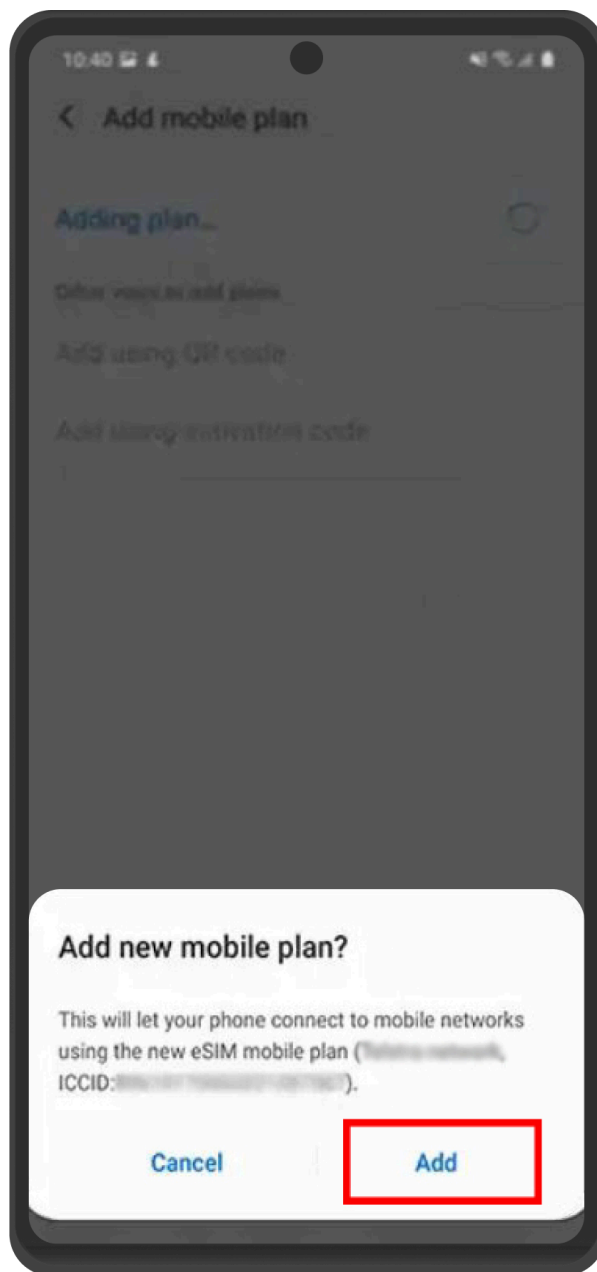 10:40
Add mobile plan
Adding plan...
Other ways to add plans
Add using QR code
Add using activation code
Add new mobile plan?
This will let your phone connect to mobile networks
using the new eSIM mobile plan (
ICCID: ).
Cancel
Add